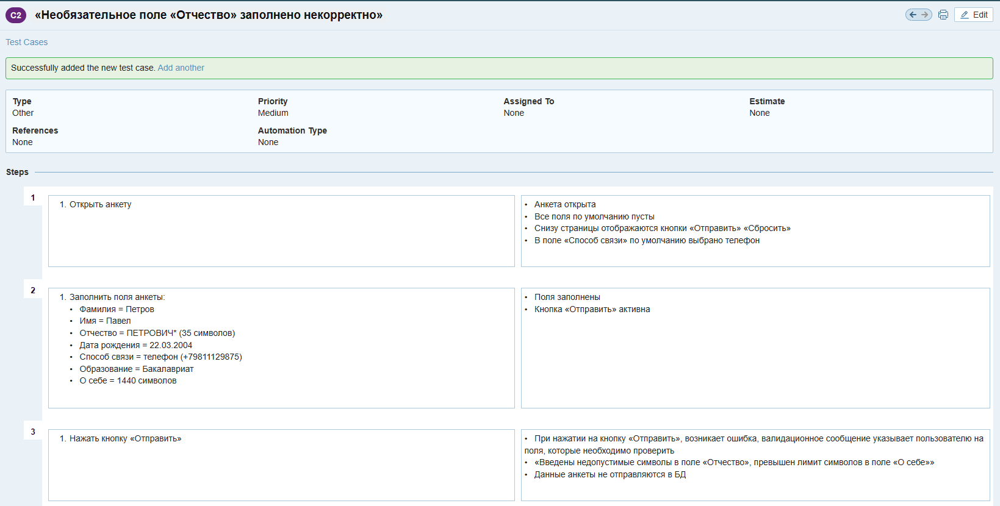 C2 «Необязательное поле «Отчество» заполнено некорректно»
Edit
Test Cases
Successfully added the new test case. Add another
Type Priority Assigned To Estimate
Other Medium None None
References Automation Type
None None
Steps
1
1. Открыть анкету
• Анкета открыта
• Все поля по умолчанию пусты
• Снизу страницы отображаются кнопки «Отправить» «Сбросить»
• В поле «Способ связи» по умолчанию выбрано телефон
2
1. Заполнить поля анкеты:
• Фамилия = Петров
• Имя = Павел
• Отчество = ПЕТРОВИЧ* (35 символов)
• Дата рождения = 22.03.2004
• Способ связи = телефон (+79811129875)
• Образование = Бакалавриат
• О себе = 1440 символов
• Поля заполнены
• Кнопка «Отправить» активна
3
1. Нажать кнопку «Отправить»
• При нажатии на кнопку «Отправить», возникает ошибка, валидационное сообщение указывает пользователю на
поля, которые необходимо проверить
• «Введены недопустимые символы в поле «Отчество», превышен лимит символов в поле «О себе»»
• Данные анкеты не отправляются в БД